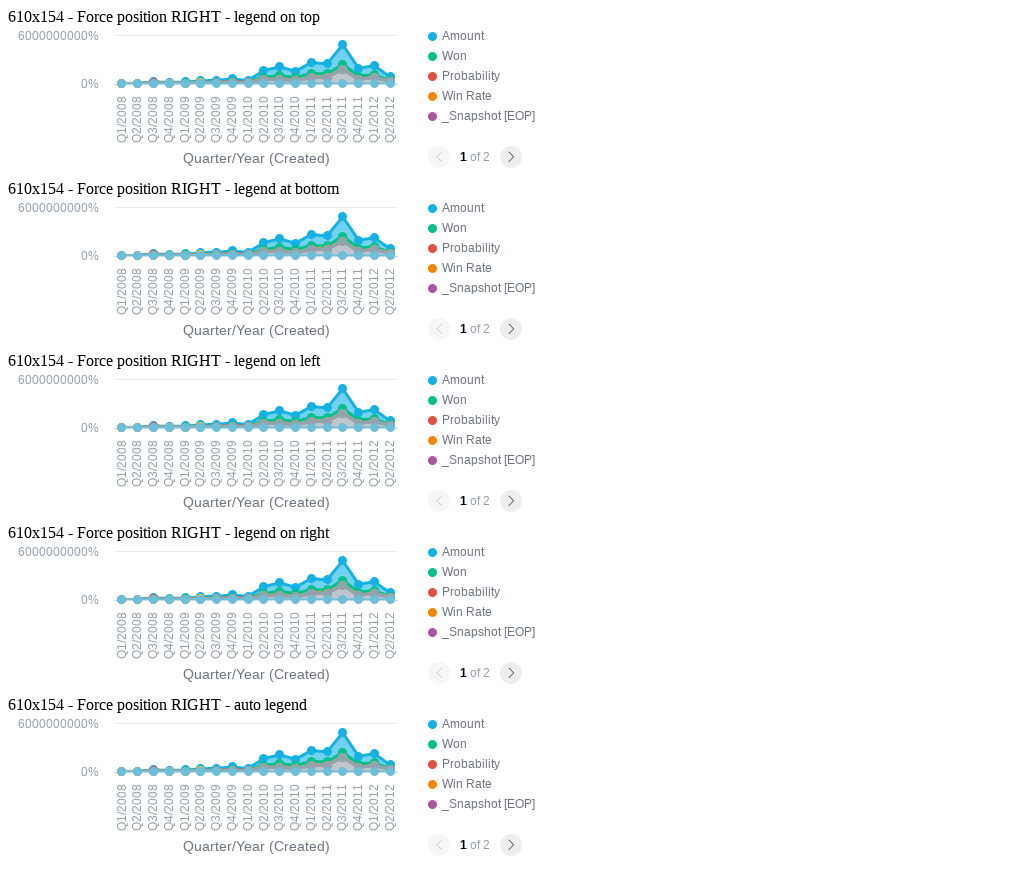 610x154 - Force position RIGHT - legend on top
6000000000%
0%
Q1/2008
Q2/2008
Q3/2008
Q4/2008
Q1/2009
Q2/2009
Q3/2009
Q4/2009
Q1/2010
Q2/2010
Q3/2010
Q4/2010
Q1/2011
Q2/2011
Q3/2011
Q4/2011
Q1/2012
Q2/2012
Quarter/Year (Created)
Amount
Won
Probability
Win Rate
_Snapshot [EOP]
1 of 2
610x154 - Force position RIGHT - legend at bottom
6000000000%
0%
Q1/2008
Q2/2008
Q3/2008
Q4/2008
Q1/2009
Q2/2009
Q3/2009
Q4/2009
Q1/2010
Q2/2010
Q3/2010
Q4/2010
Q1/2011
Q2/2011
Q3/2011
Q4/2011
Q1/2012
Q2/2012
Quarter/Year (Created)
Amount
Won
Probability
Win Rate
_Snapshot [EOP]
1 of 2
610x154 - Force position RIGHT - legend on left
6000000000%
0%
Q1/2008
Q2/2008
Q3/2008
Q4/2008
Q1/2009
Q2/2009
Q3/2009
Q4/2009
Q1/2010
Q2/2010
Q3/2010
Q4/2010
Q1/2011
Q2/2011
Q3/2011
Q4/2011
Q1/2012
Q2/2012
Quarter/Year (Created)
Amount
Won
Probability
Win Rate
_Snapshot [EOP]
1 of 2
610x154 - Force position RIGHT - legend on right
6000000000%
0%
Q1/2008
Q2/2008
Q3/2008
Q4/2008
Q1/2009
Q2/2009
Q3/2009
Q4/2009
Q1/2010
Q2/2010
Q3/2010
Q4/2010
Q1/2011
Q2/2011
Q3/2011
Q4/2011
Q1/2012
Q2/2012
Quarter/Year (Created)
Amount
Won
Probability
Win Rate
_Snapshot [EOP]
1 of 2
610x154 - Force position RIGHT - auto legend
6000000000%
0%
Q1/2008
Q2/2008
Q3/2008
Q4/2008
Q1/2009
Q2/2009
Q3/2009
Q4/2009
Q1/2010
Q2/2010
Q3/2010
Q4/2010
Q1/2011
Q2/2011
Q3/2011
Q4/2011
Q1/2012
Q2/2012
Quarter/Year (Created)
Amount
Won
Probability
Win Rate
_Snapshot [EOP]
1 of 2